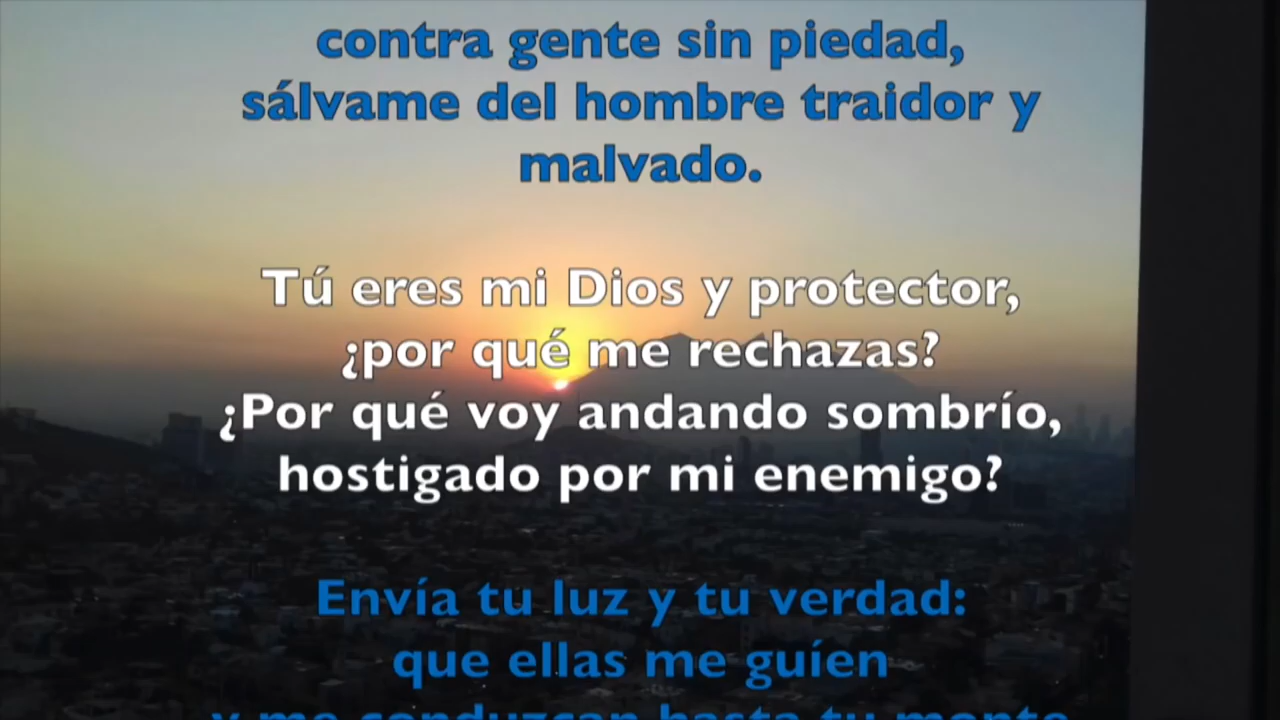 contra gente sin piedad,
sálvame del hombre traidor y
malvado.
Tú eres mi Dios y protector,
¿por qué me rechazas?
¿Por qué voy andando sombrío,
hostigado por mi enemigo?
Envía tu luz y tu verdad:
que ellas me guíen
y me conduzcan hasta tu monte